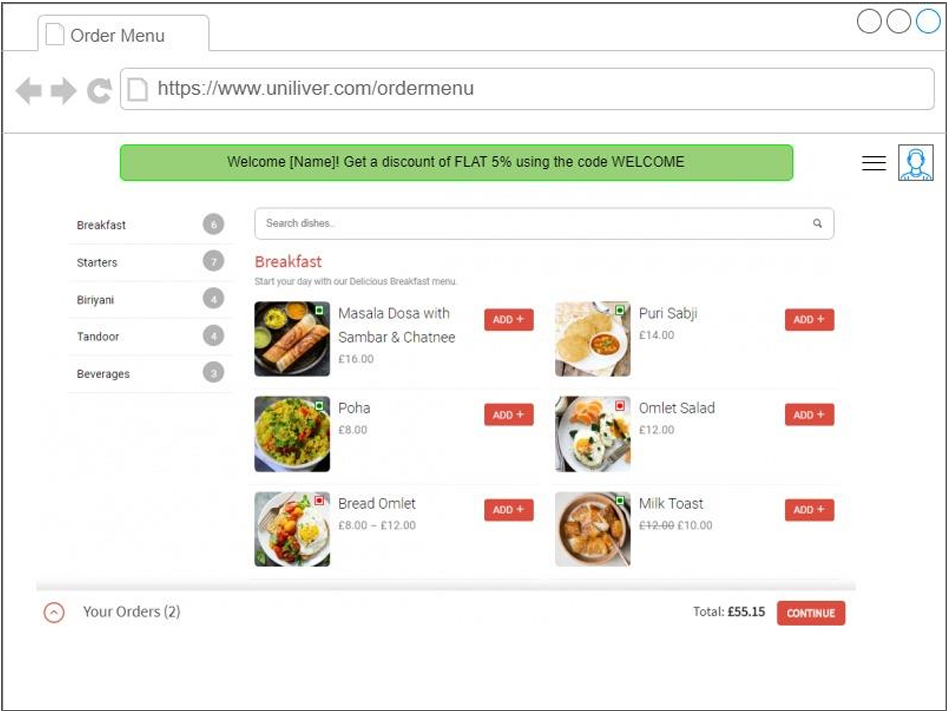 Order Menu
https://www.uniliver.com/ordermenu
Welcome [Name]! Get a discount of FLAT 5% using the code WELCOME
Breakfast 6
Starters 7
Biriyani 4
Tandoor 4
Beverages 3
Search dishes..
Breakfast
Start your day with our Delicious Breakfast menu.
Masala Dosa with
Sambar & Chatnee
£16.00
ADD +
Puri Sabji
£14.00
ADD +
Poha
£8.00
ADD +
Omlet Salad
£12.00
ADD +
Bread Omlet
£8.00 – £12.00
ADD +
Milk Toast
£12.00 £10.00
ADD +
Your Orders (2)
Total: £55.15
CONTINUE